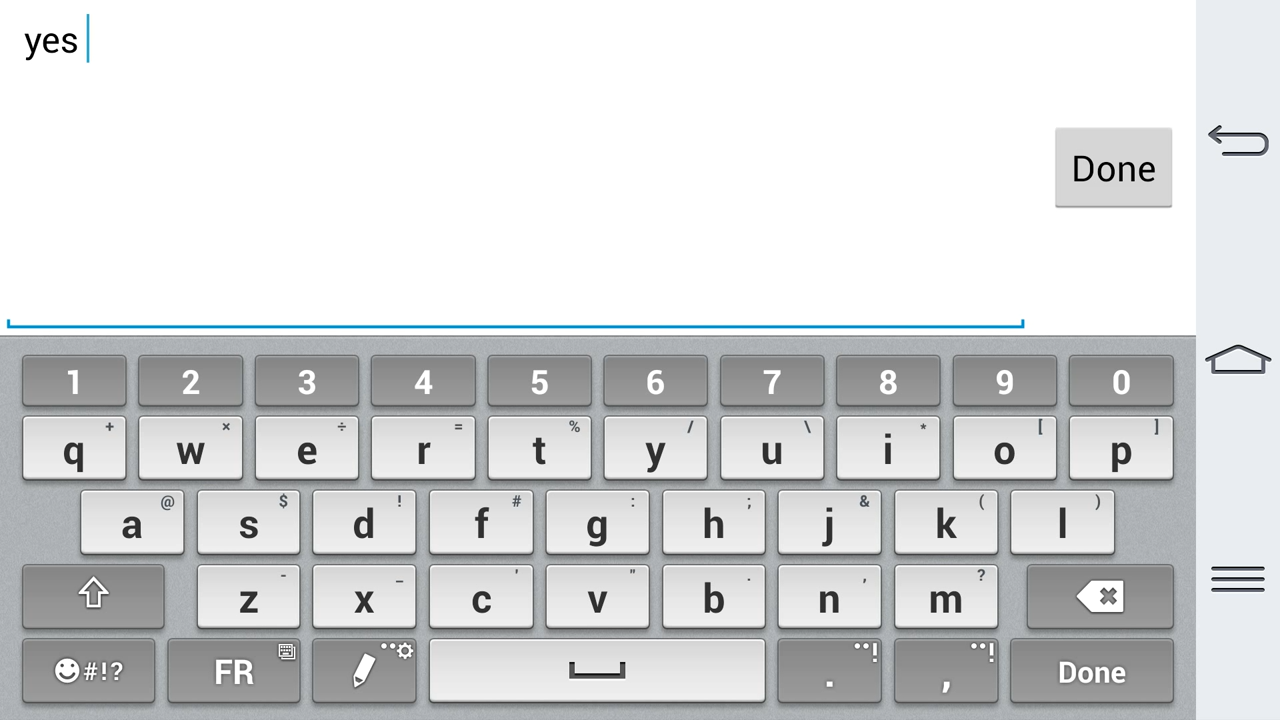 yes
Done
1 2 3 4 5 6 7 8 9 0
+ × ÷ = % / \ * [ ]
q w e r t y u i o p
@ $ ! # : ; & ( )
a s d f g h j k l
- _ ' " . , ?
z x c v b n m
#!? FR . ! , ! Done